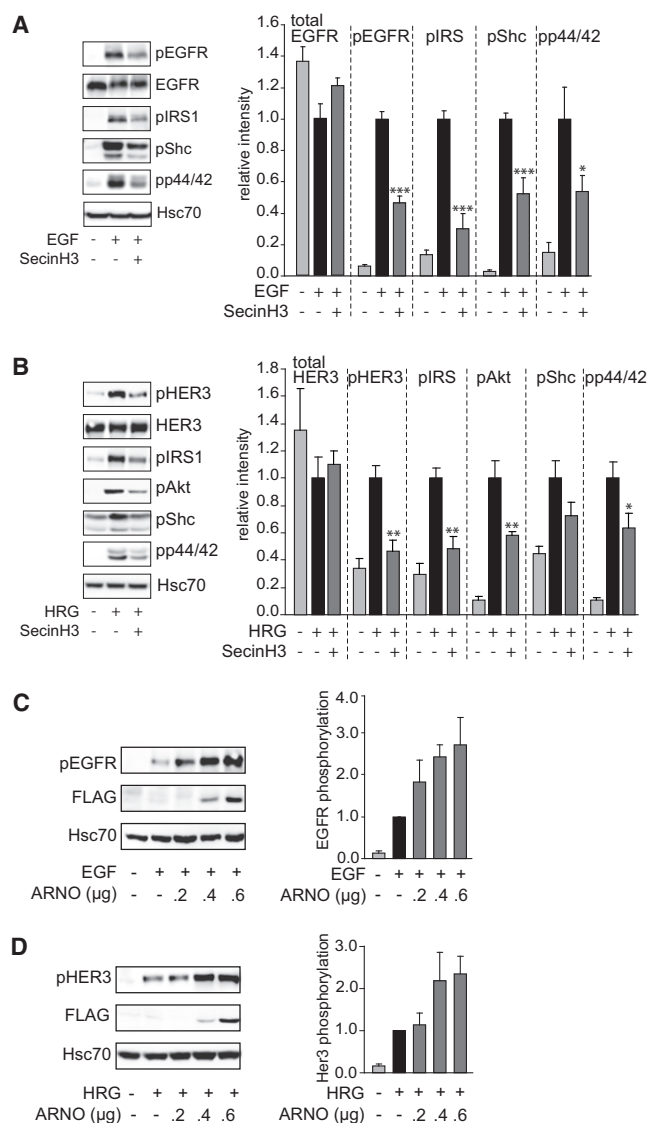 A
pEGFR
EGFR
pIRS1
pShc
pp44/42
Hsc70
EGF - + +
SecinH3 - - +
total
EGFR pEGFR pIRS pShc pp44/42
relative intensity
1.6
1.4
1.2
1.0
0.8
0.6
0.4
0.2
0.0
*** *** *** *
EGF - + + - + + - + + - + + - + +
SecinH3 - - + - - + - - + - - + - - +
B
pHER3
HER3
pIRS1
pAkt
pShc
pp44/42
Hsc70
HRG - + +
SecinH3 - - +
total
HER3 pHER3 pIRS pAkt pShc pp44/42
relative intensity
1.8
1.6
1.4
1.2
1.0
0.8
0.6
0.4
0.2
0.0
** ** ** *
HRG - + + - + + - + + - + + - + + - + +
SecinH3 - - + - - + - - + - - + - - + - - +
C
pEGFR
FLAG
Hsc70
EGF - + + + +
ARNO (µg) - - .2 .4 .6
EGFR phosphorylation
4.0
3.0
2.0
1.0
0.0
EGF - + + + +
ARNO (µg) - - .2 .4 .6
D
pHER3
FLAG
Hsc70
HRG - + + + +
ARNO (µg) - - .2 .4 .6
Her3 phosphorylation
3.0
2.0
1.0
0.0
HRG - + + + +
ARNO (µg) - - .2 .4 .6